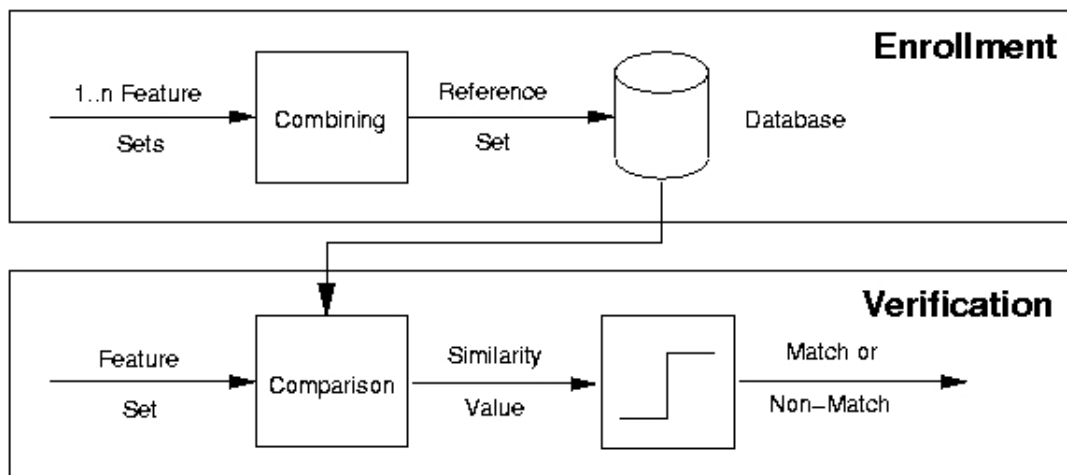 Enrollment
1..n Feature
Sets
Combining
Reference
Set
Database
Verification
Feature
Set
Comparison
Similarity
Value
Match or
Non−Match